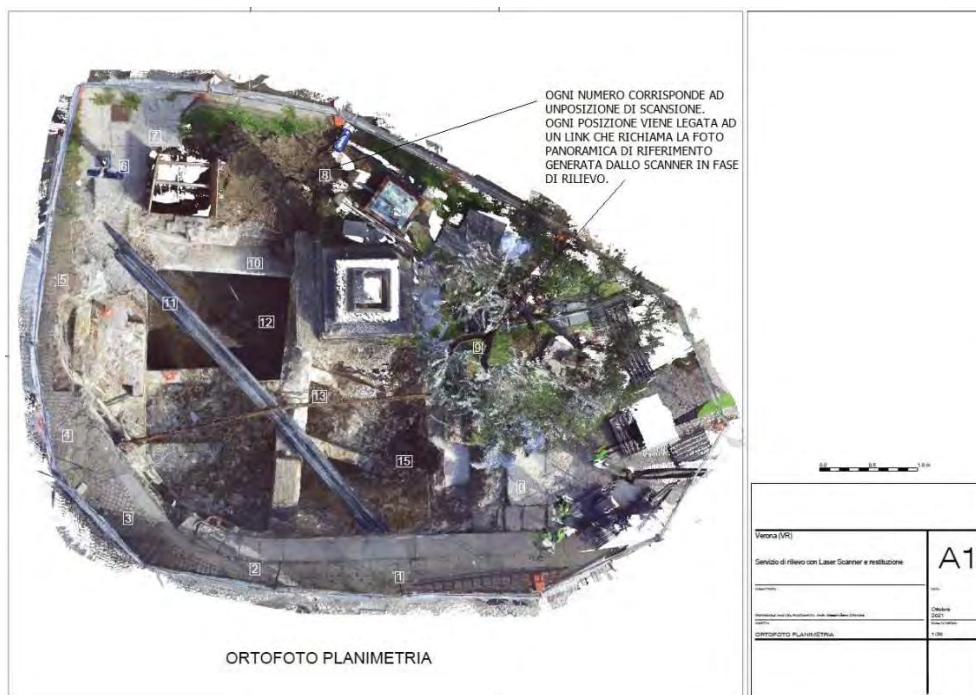 OGNI NUMERO CORRISPONDE AD
UNPOSIZIONE DI SCANSIONE.
OGNI POSIZIONE VIENE LEGATA AD
UN LINK CHE RICHIAMA LA FOTO
PANORAMICA DI RIFERIMENTO
GENERATA DALLO SCANNER IN FASE
DI RILIEVO.
7
6
8
5
10
11
12
9
13
4
15
0
3
2
1
ORTOFOTO PLANIMETRIA
Verona (VR)
Servizio di rilievo con Laser Scanner e restituzione
A1
Ottobre
2021
ORTOFOTO PLANIMETRIA